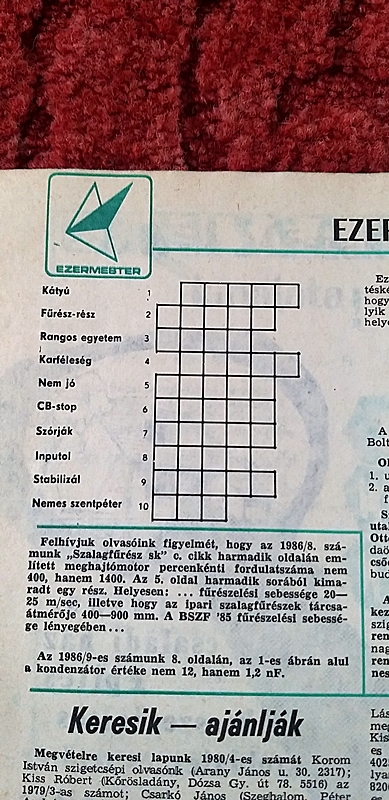 EZERMESTER
EZER
Kátyú 1
Fűrész-rész 2
Rangos egyetem 3
Karféleség 4
Nem jó 5
CB-stop 6
Szórják 7
Inputol 8
Stabilizál 9
Nemes szentpéter 10
Felhívjuk olvasóink figyelmét, hogy az 1986/8. szá-
munk „Szalagfűrész sk” c. cikk harmadik oldalán em-
lített meghajtómotor percenkénti fordulatszáma nem
400, hanem 1400. Az 5. oldal harmadik sorából kima-
radt egy rész. Helyesen: ... fűrészelési sebessége 20—
25 m/sec, illetve hogy az ipari szalagfűrészek tárcsa-
átmérője 400—900 mm. A BSZF '85 fűrészelési sebessé-
ge lényegében...
Az 1986/9-es számunk 8. oldalán, az 1-es ábrán alul
a kondenzátor értéke nem 12, hanem 1,2 nF.
Keresik — ajánlják
Megvételre keresi lapunk 1980/4-es számát Korom
István szigetcsépi olvasónk (Arany János u. 30. 2317);
Kiss Róbert (Kőrösladány, Dózsa Gy. út 78. 5516) az
1979/3-as számot; Csarkó János (Szeghalom, Péter